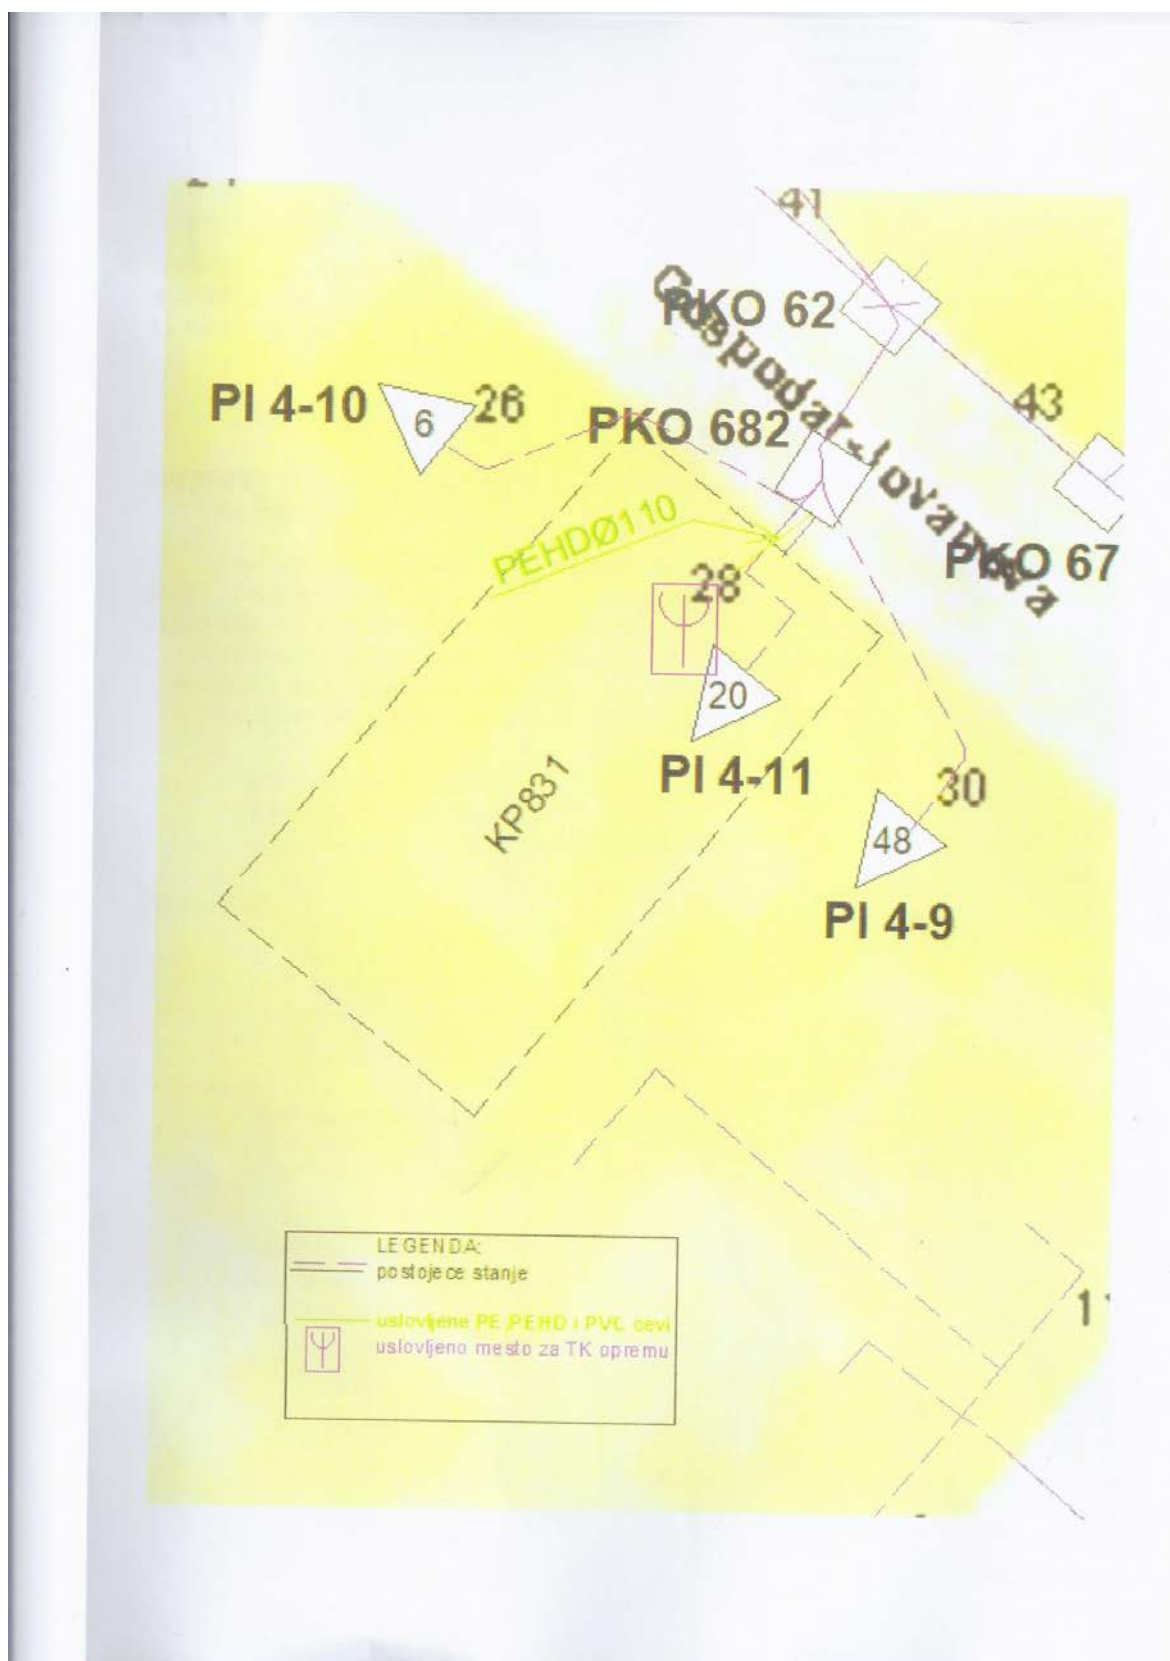 41
PKO 62
Gospodar-Jovanova
43
PI 4-10
6
26
PKO 682
PEHDØ110
PKO 67
28
20
PI 4-11
30
KP831
48
PI 4-9
LEGENDA:
postojece stanje
uslovljene PE,PEHD i PVC cevi
uslovljeno mesto za TK opremu